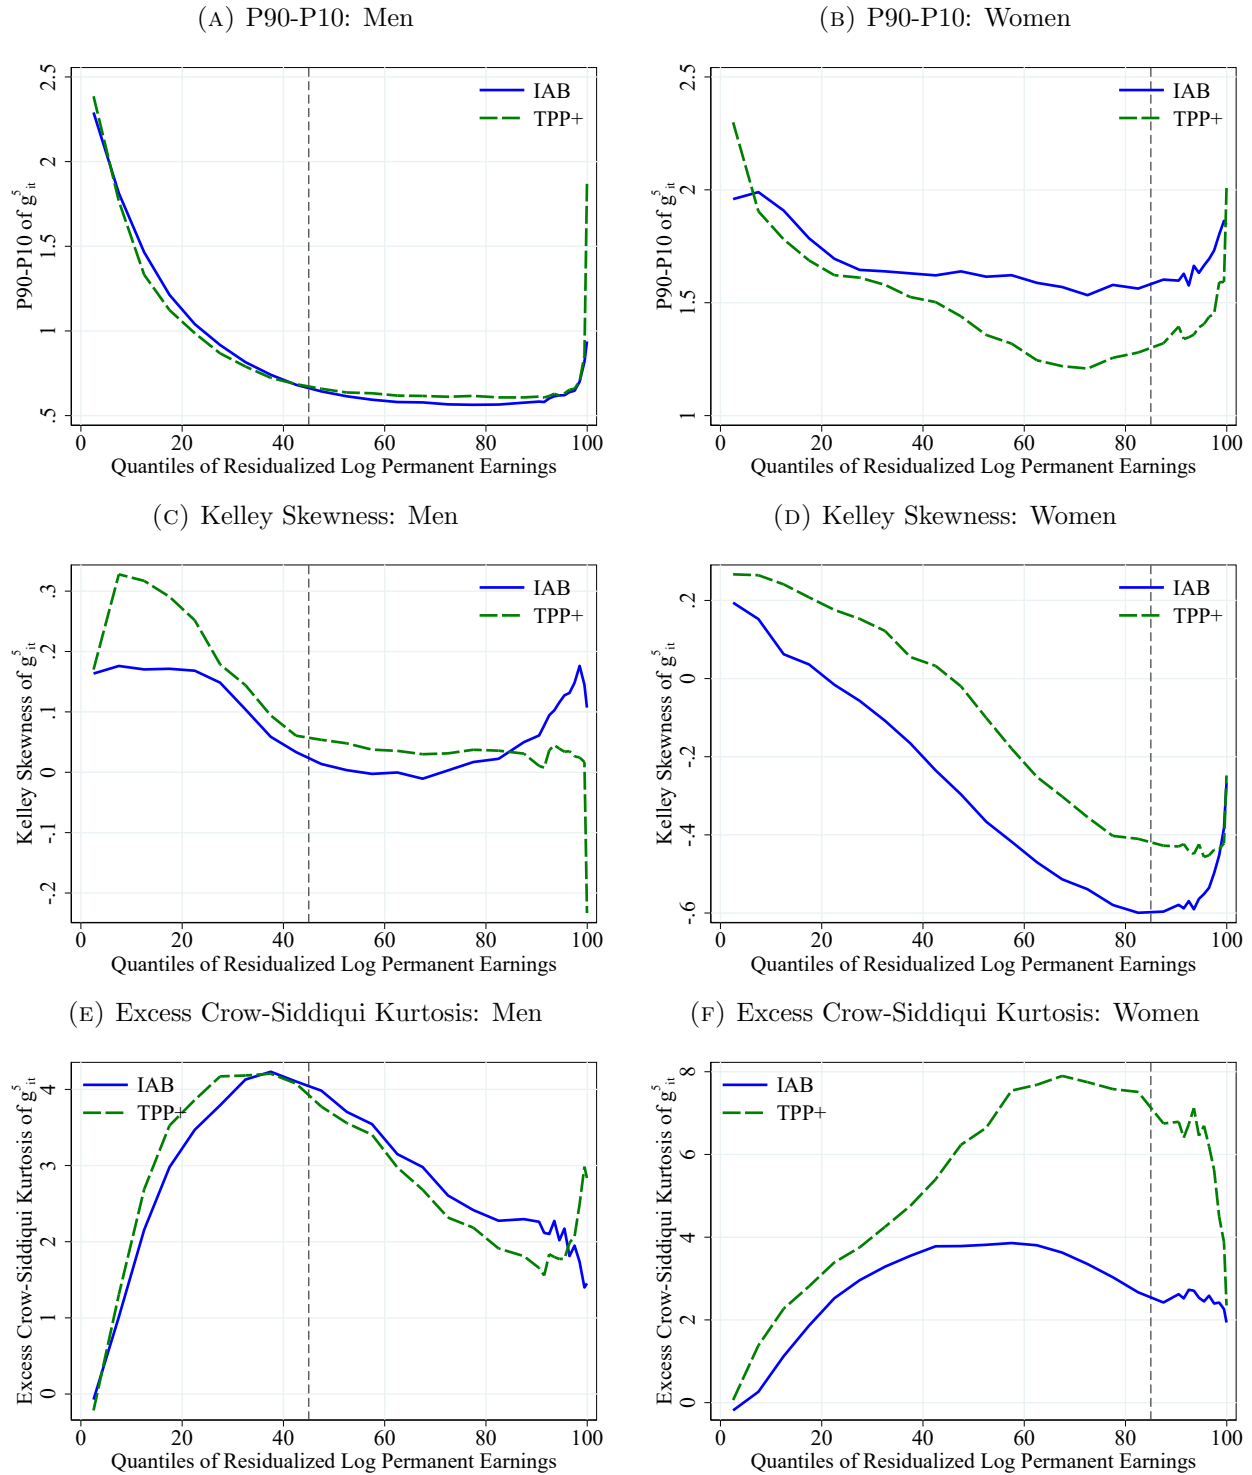 (A) P90-P10: Men
P90-P10 of g⁵ᵢₜ
2.5
2
1.5
1
.5
IAB
TPP+
0 20 40 60 80 100
Quantiles of Residualized Log Permanent Earnings
(B) P90-P10: Women
P90-P10 of g⁵ᵢₜ
2.5
2
1.5
1
IAB
TPP+
0 20 40 60 80 100
Quantiles of Residualized Log Permanent Earnings
(C) Kelley Skewness: Men
Kelley Skewness of g⁵ᵢₜ
.3
.2
.1
0
-.1
-.2
IAB
TPP+
0 20 40 60 80 100
Quantiles of Residualized Log Permanent Earnings
(D) Kelley Skewness: Women
Kelley Skewness of g⁵ᵢₜ
.2
0
-.2
-.4
-.6
IAB
TPP+
0 20 40 60 80 100
Quantiles of Residualized Log Permanent Earnings
(E) Excess Crow-Siddiqui Kurtosis: Men
Excess Crow-Siddiqui Kurtosis of g⁵ᵢₜ
4
3
2
1
0
IAB
TPP+
0 20 40 60 80 100
Quantiles of Residualized Log Permanent Earnings
(F) Excess Crow-Siddiqui Kurtosis: Women
Excess Crow-Siddiqui Kurtosis of g⁵ᵢₜ
8
6
4
2
0
IAB
TPP+
0 20 40 60 80 100
Quantiles of Residualized Log Permanent Earnings